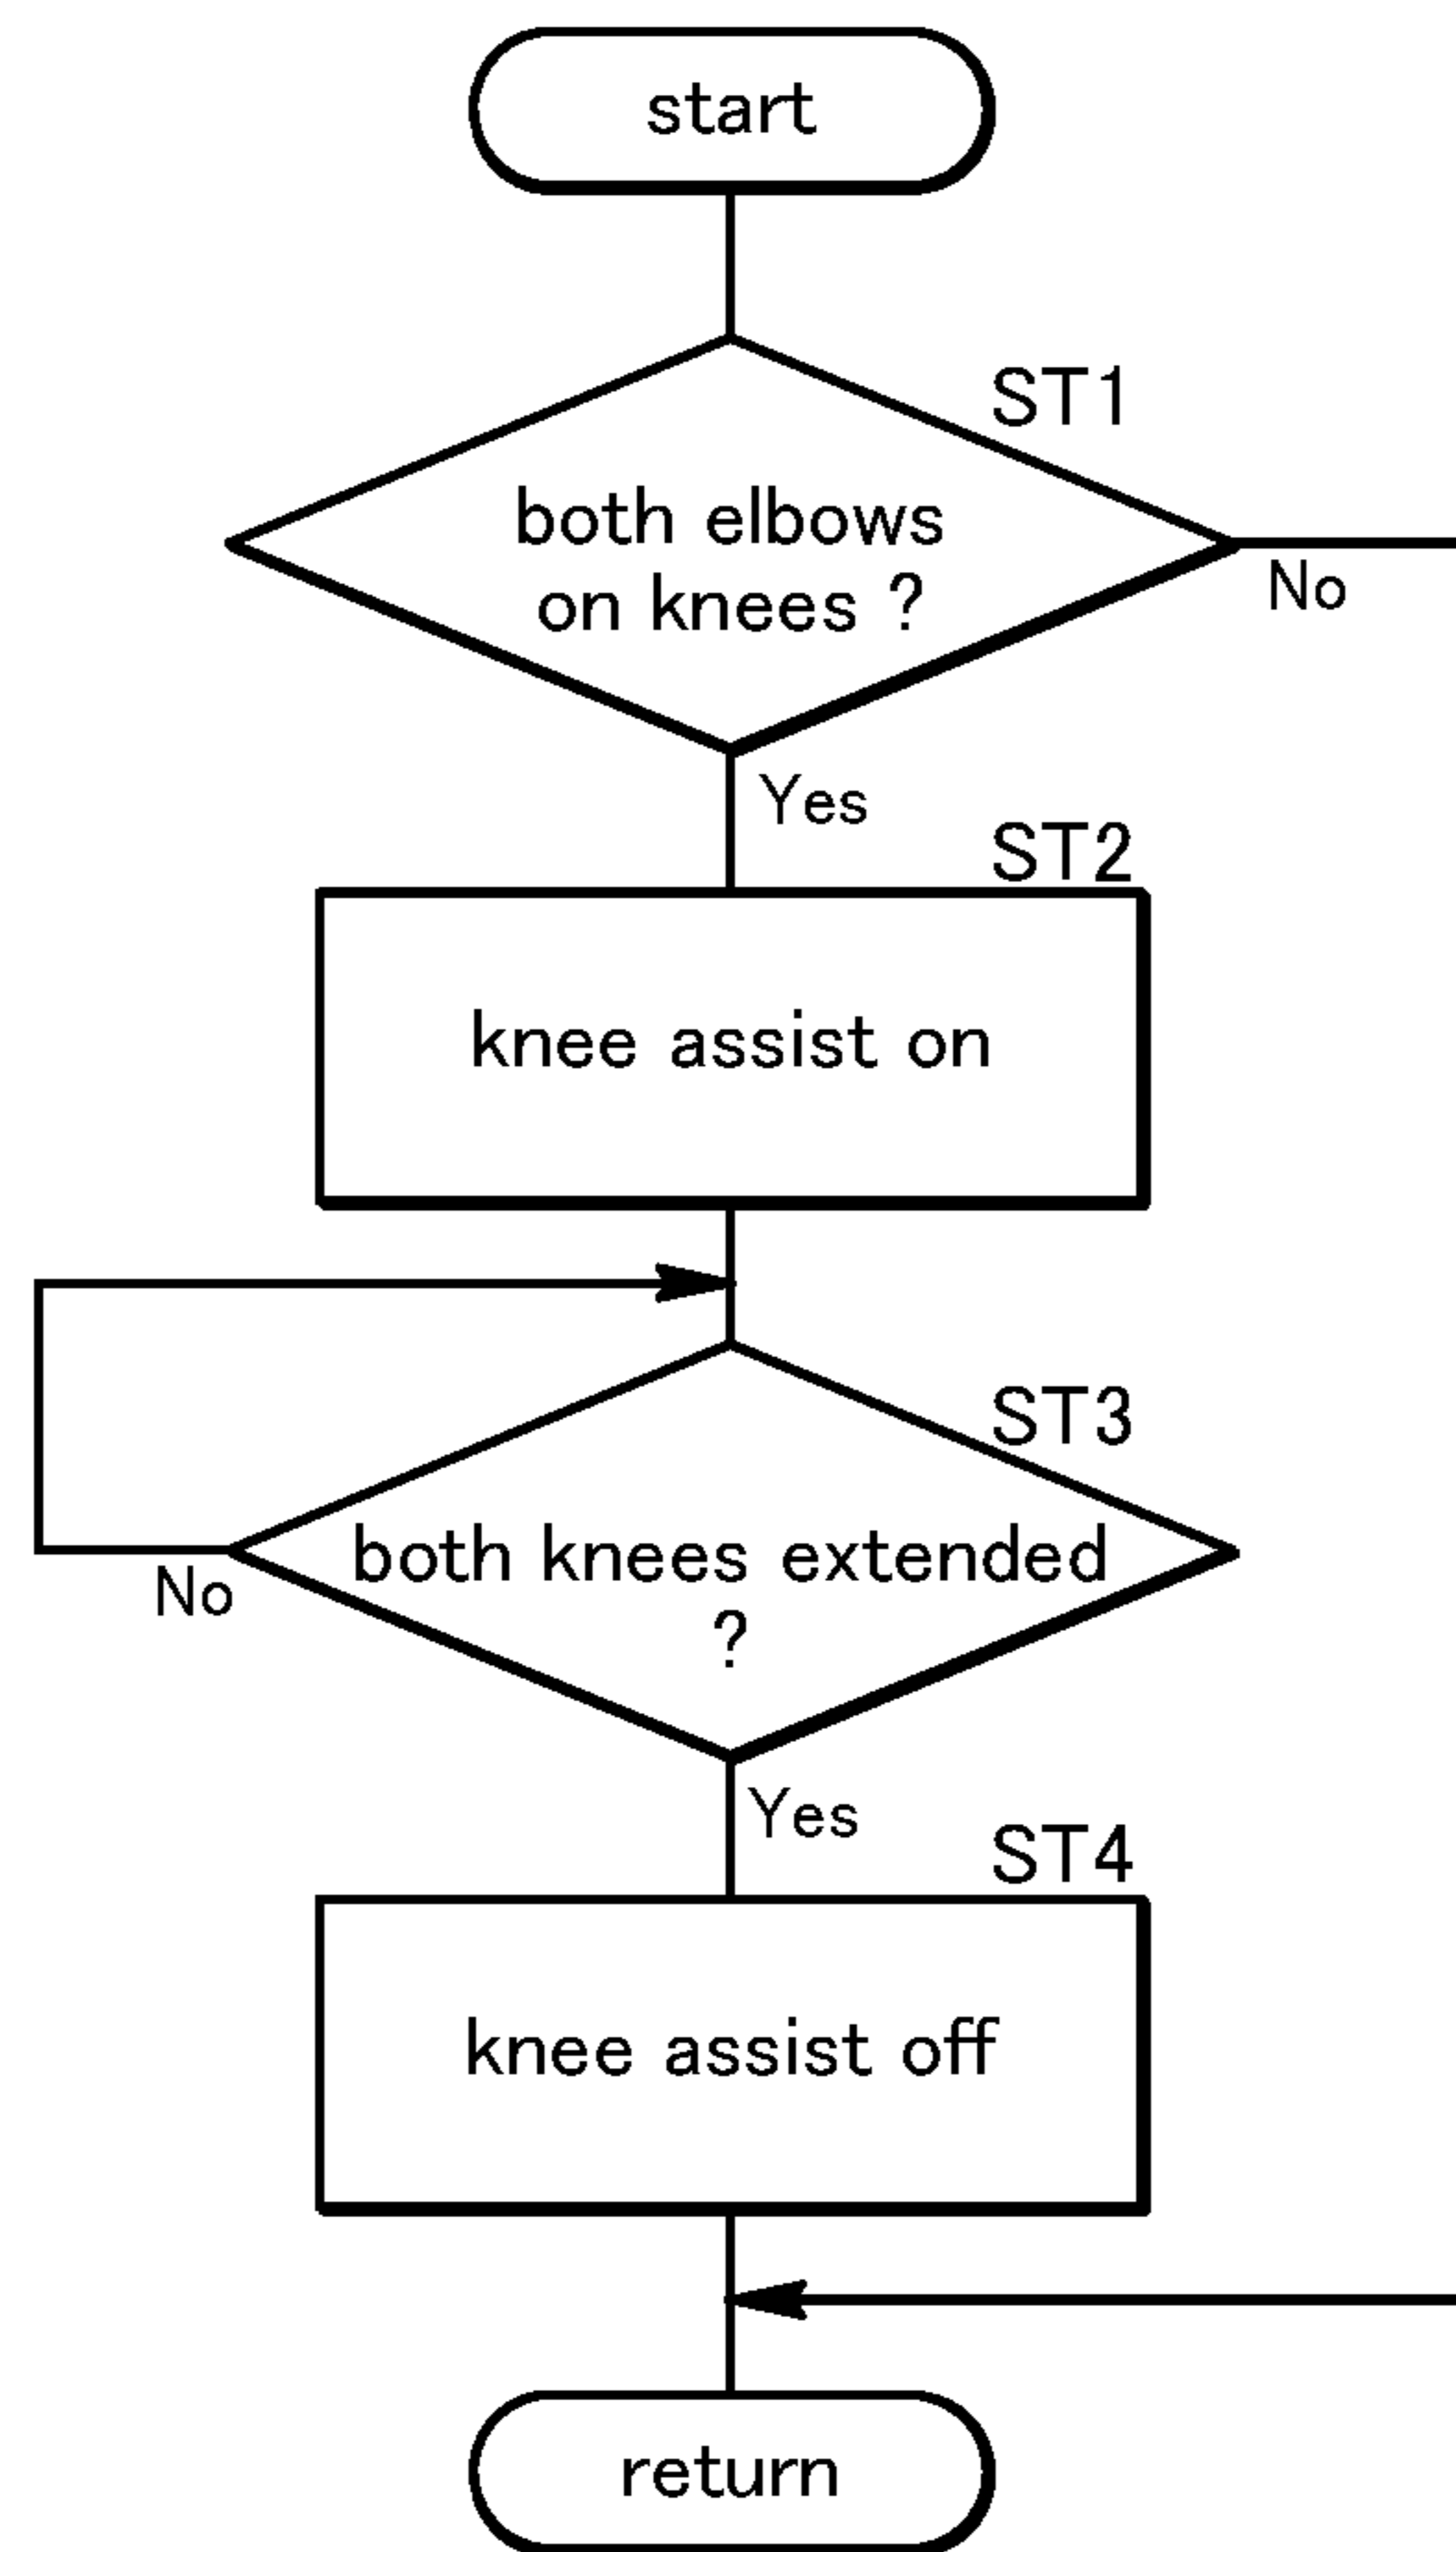 start
ST1
both elbows
on knees ?
No
Yes
ST2
knee assist on
ST3
both knees extended
?
No
Yes
ST4
knee assist off
return